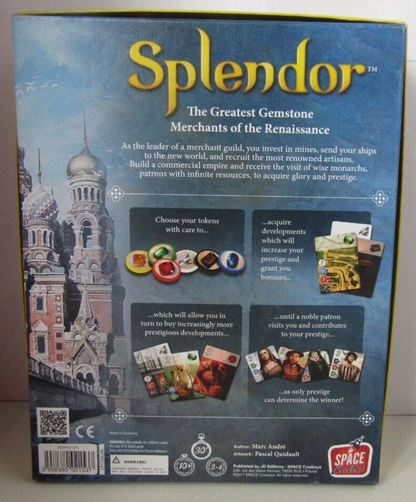 Splendor™
The Greatest Gemstone
Merchants of the Renaissance
As the leader of a merchant guild, you invest in mines, send your ships
to the new world, and recruit the most renowned artisans.
Build a commercial empire and receive the visit of wise monarchs,
patrons with infinite resources, to acquire glory and prestige.
Choose your tokens
with care to...
...acquire
developments
which will
increase your
prestige and
grant you
bonuses...
...which will allow you in
turn to buy increasingly more
prestigious developments...
...until a noble patron
visits you and contributes
to your prestige...
...as only prestige
can determine the winner!
CE
WARNING:
10+
30'
2-4
Author: Marc André
Artwork: Pascal Quidault
Published by JD Éditions - SPACE Cowboys
SPACE
Cowboys